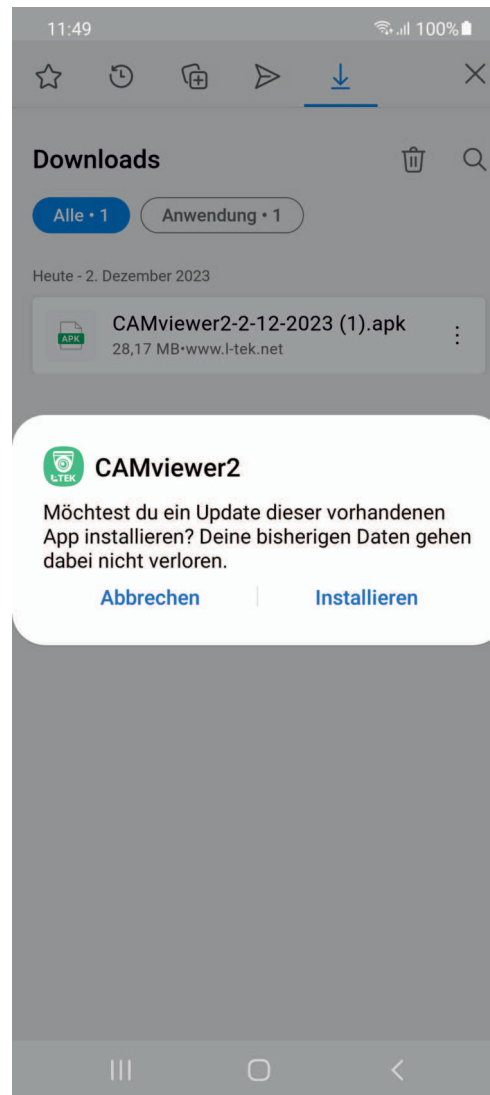 11:49 100%
Downloads
Alle • 1 Anwendung • 1
Heute - 2. Dezember 2023
APK
CAMviewer2-2-12-2023 (1).apk
28,17 MB•www.l-tek.net
L-TEK
CAMviewer2
Möchtest du ein Update dieser vorhandenen
App installieren? Deine bisherigen Daten gehen
dabei nicht verloren.
Abbrechen Installieren